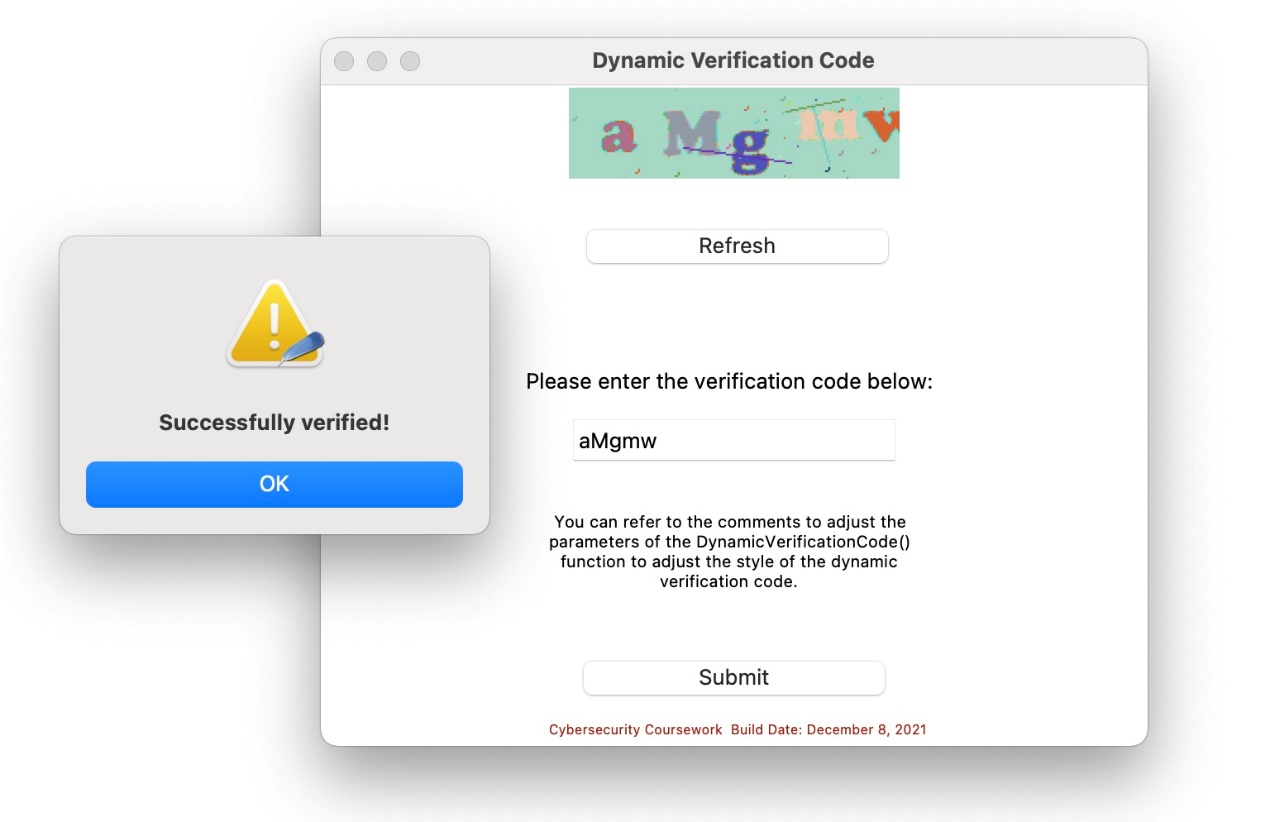 Dynamic Verification Code
a M g m w
Refresh
Successfully verified!
OK
Please enter the verification code below:
aMgmw
You can refer to the comments to adjust the
parameters of the DynamicVerificationCode()
function to adjust the style of the dynamic
verification code.
Submit
Cybersecurity Coursework  Build Date: December 8, 2021